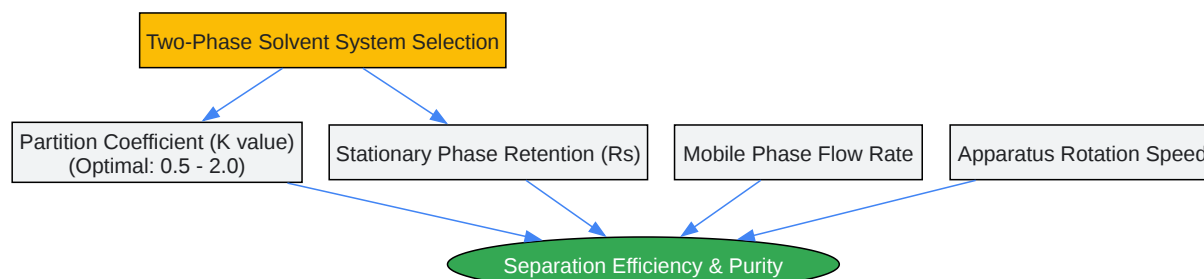 Two-Phase Solvent System Selection
Partition Coefficient (K value)
(Optimal: 0.5 - 2.0)
Stationary Phase Retention (Rs)
Mobile Phase Flow Rate
Apparatus Rotation Speed
Separation Efficiency & Purity